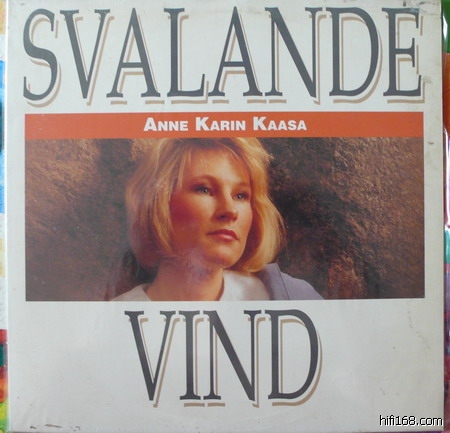 SVALANDE
ANNE KARIN KAASA
VIND
hifi168.com